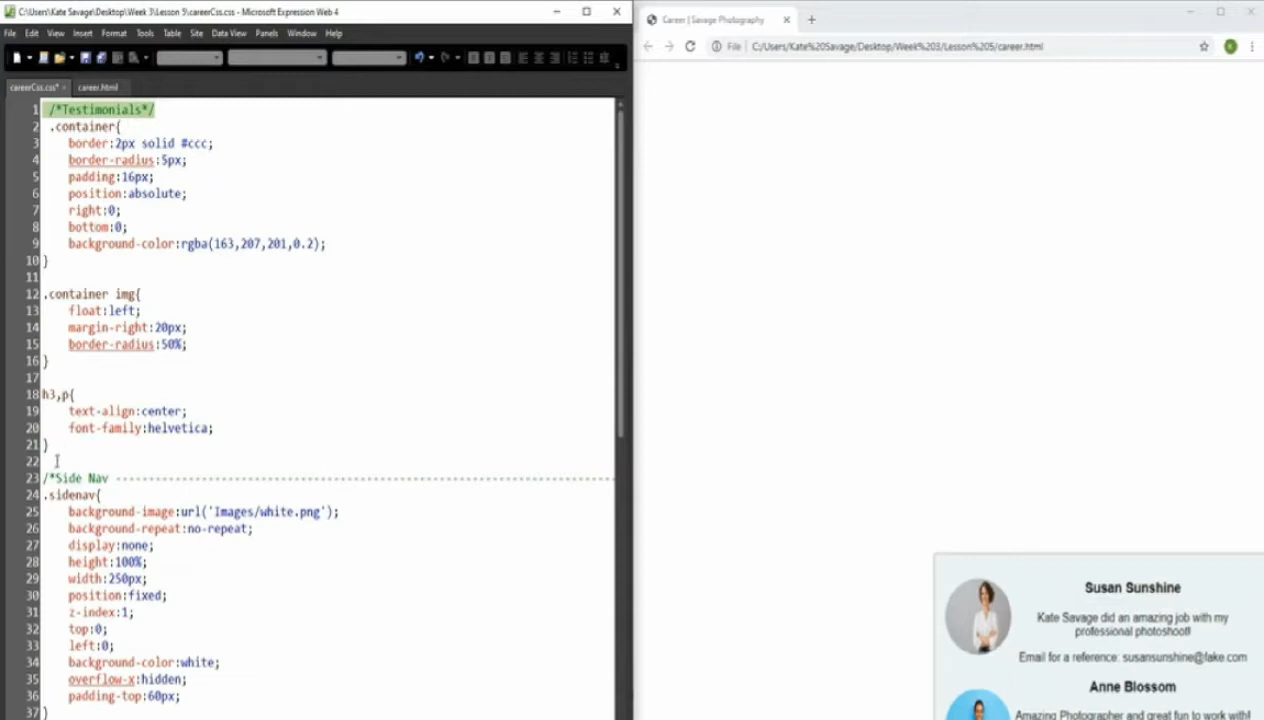 C:\Users\Kate Savage\Desktop\Week 3\Lesson 5\careerCss.css - Microsoft Expression Web 4
File Edit View Insert Format Tools Table Site Data View Panels Window Help
careerCss.css* career.html
1 /*Testimonials*/
2 .container{
3 border:2px solid #ccc;
4 border-radius:5px;
5 padding:16px;
6 position:absolute;
7 right:0;
8 bottom:0;
9 background-color:rgba(163,207,201,0.2);
10 }
11
12 .container img{
13 float:left;
14 margin-right:20px;
15 border-radius:50%;
16 }
17
18 h3,p{
19 text-align:center;
20 font-family:helvetica;
21 }
22
23 /*Side Nav ------------------------------------------------------------
24 .sidenav{
25 background-image:url('Images/white.png');
26 background-repeat:no-repeat;
27 display:none;
28 height:100%;
29 width:250px;
30 position:fixed;
31 z-index:1;
32 top:0;
33 left:0;
34 background-color:white;
35 overflow-x:hidden;
36 padding-top:60px;
37 }
Career | Savage Photography
File C:/Users/Kate%20Savage/Desktop/Week%203/Lesson%205/career.html
Susan Sunshine
Kate Savage did an amazing job with my
professional photoshoot!
Email for a reference: susansunshine@fake.com
Anne Blossom
Amazing Photographer and great fun to work with!